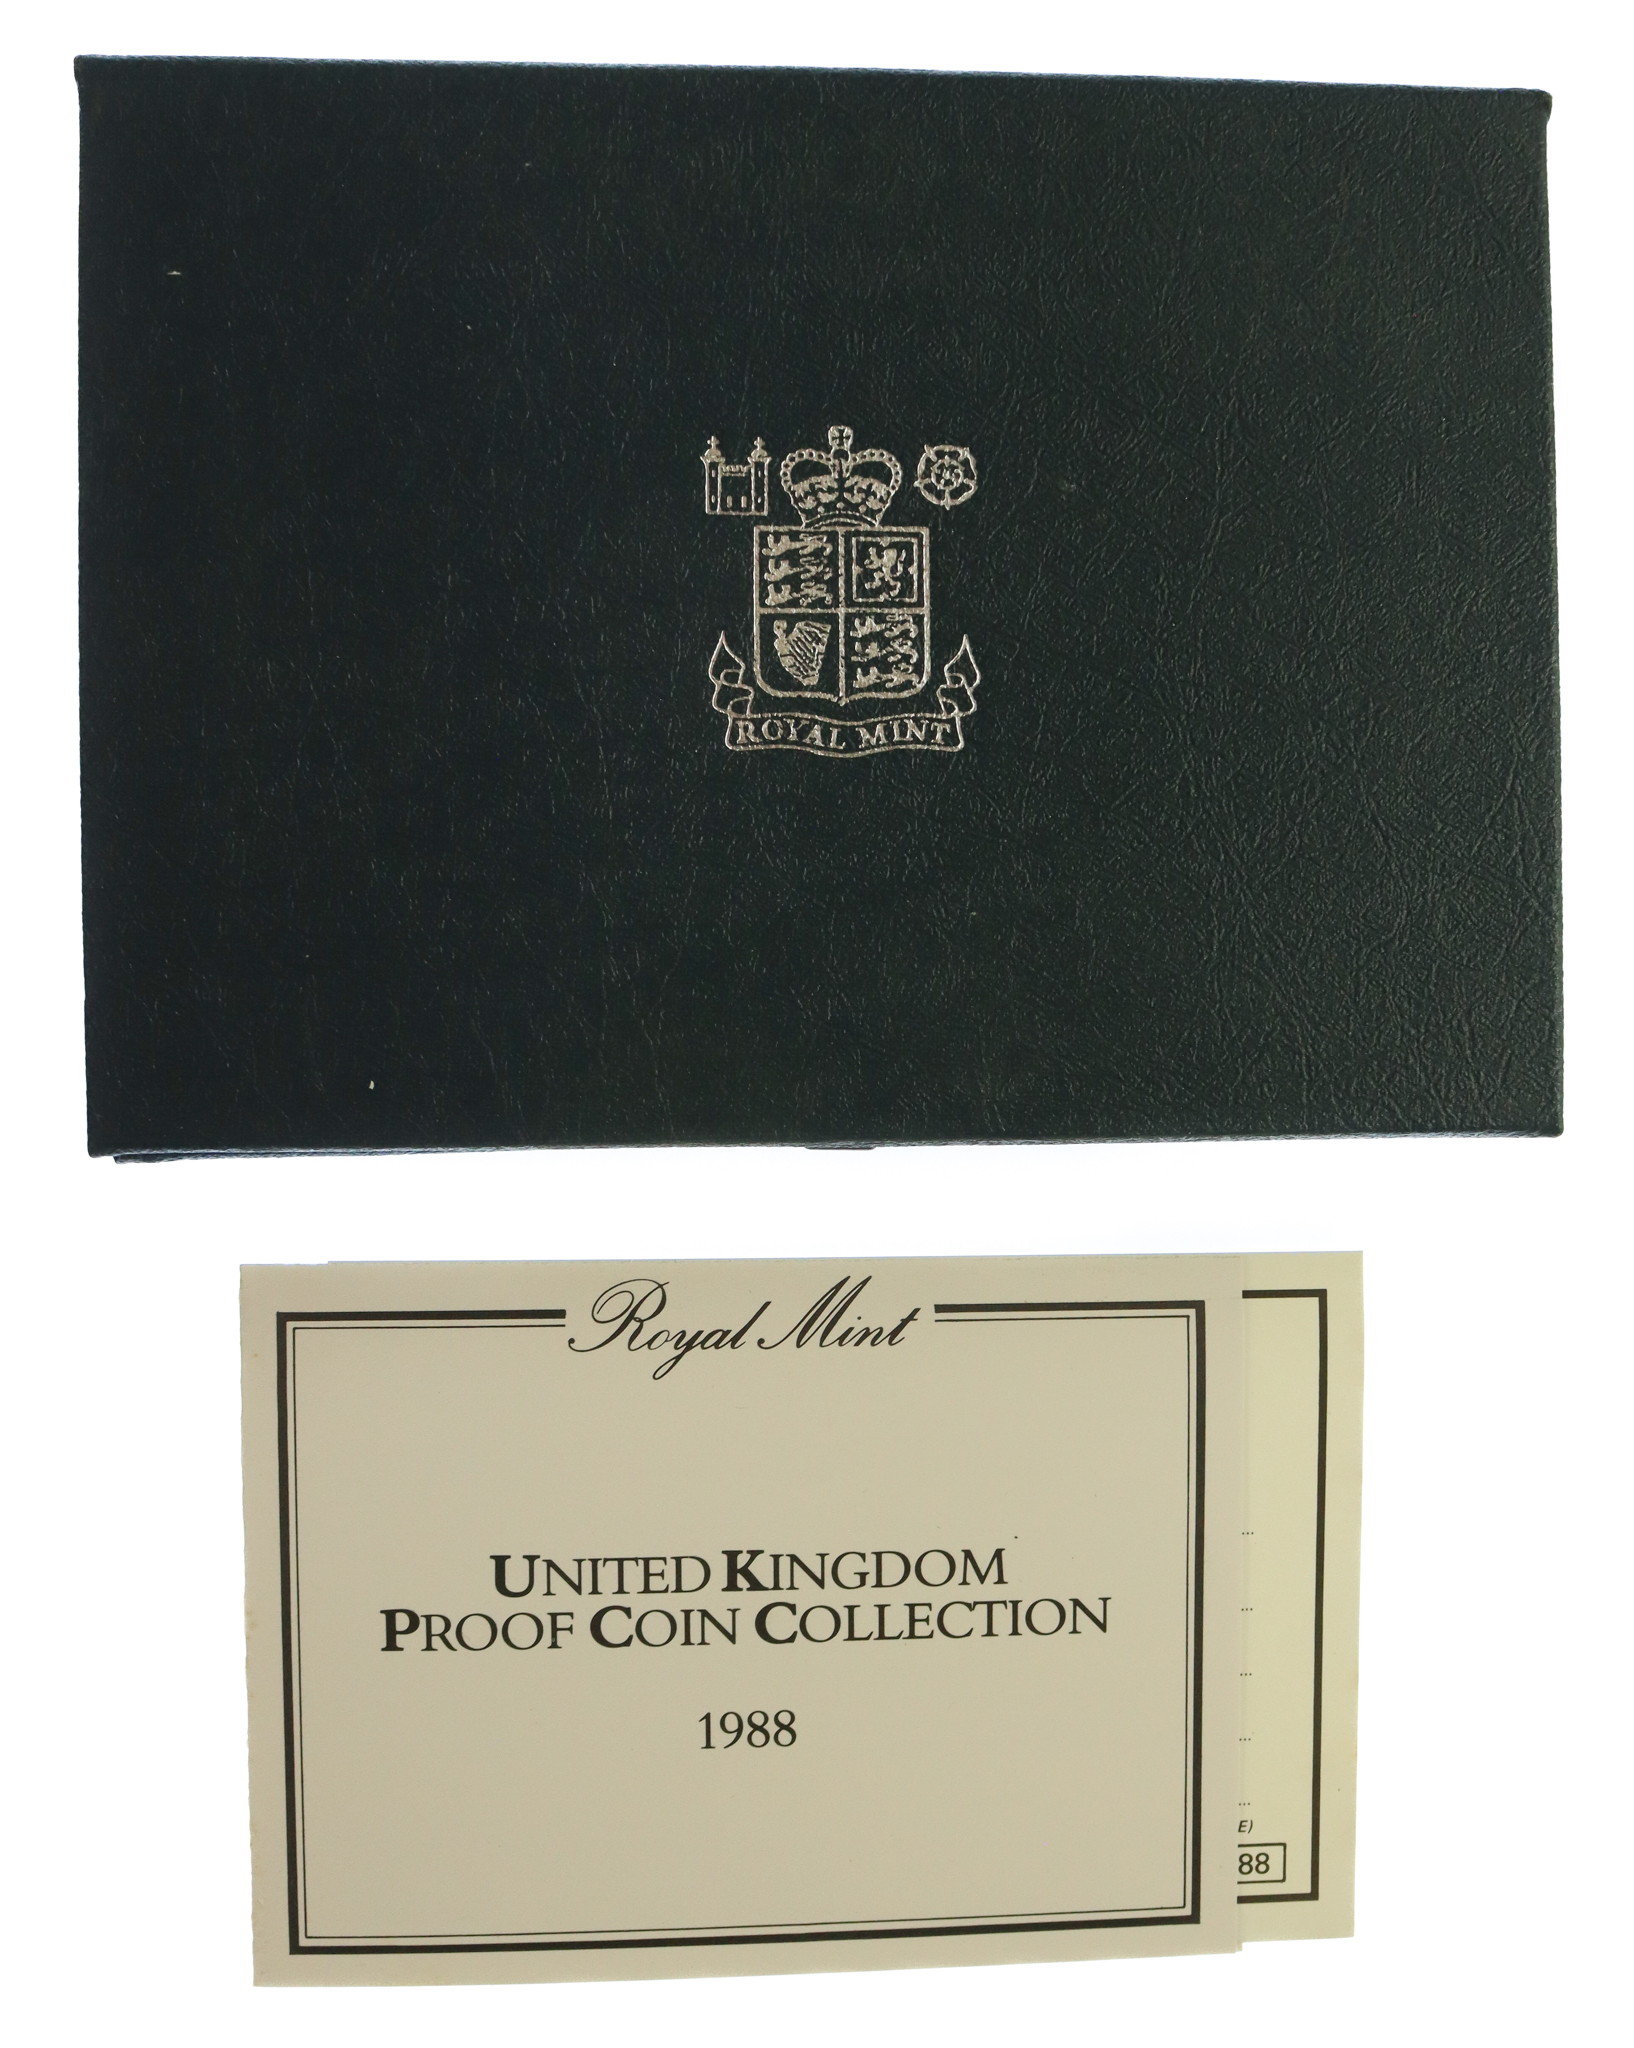 ROYAL MINT
Royal Mint
UNITED KINGDOM
PROOF COIN COLLECTION
1988
...
...
...
...
...
E)
88